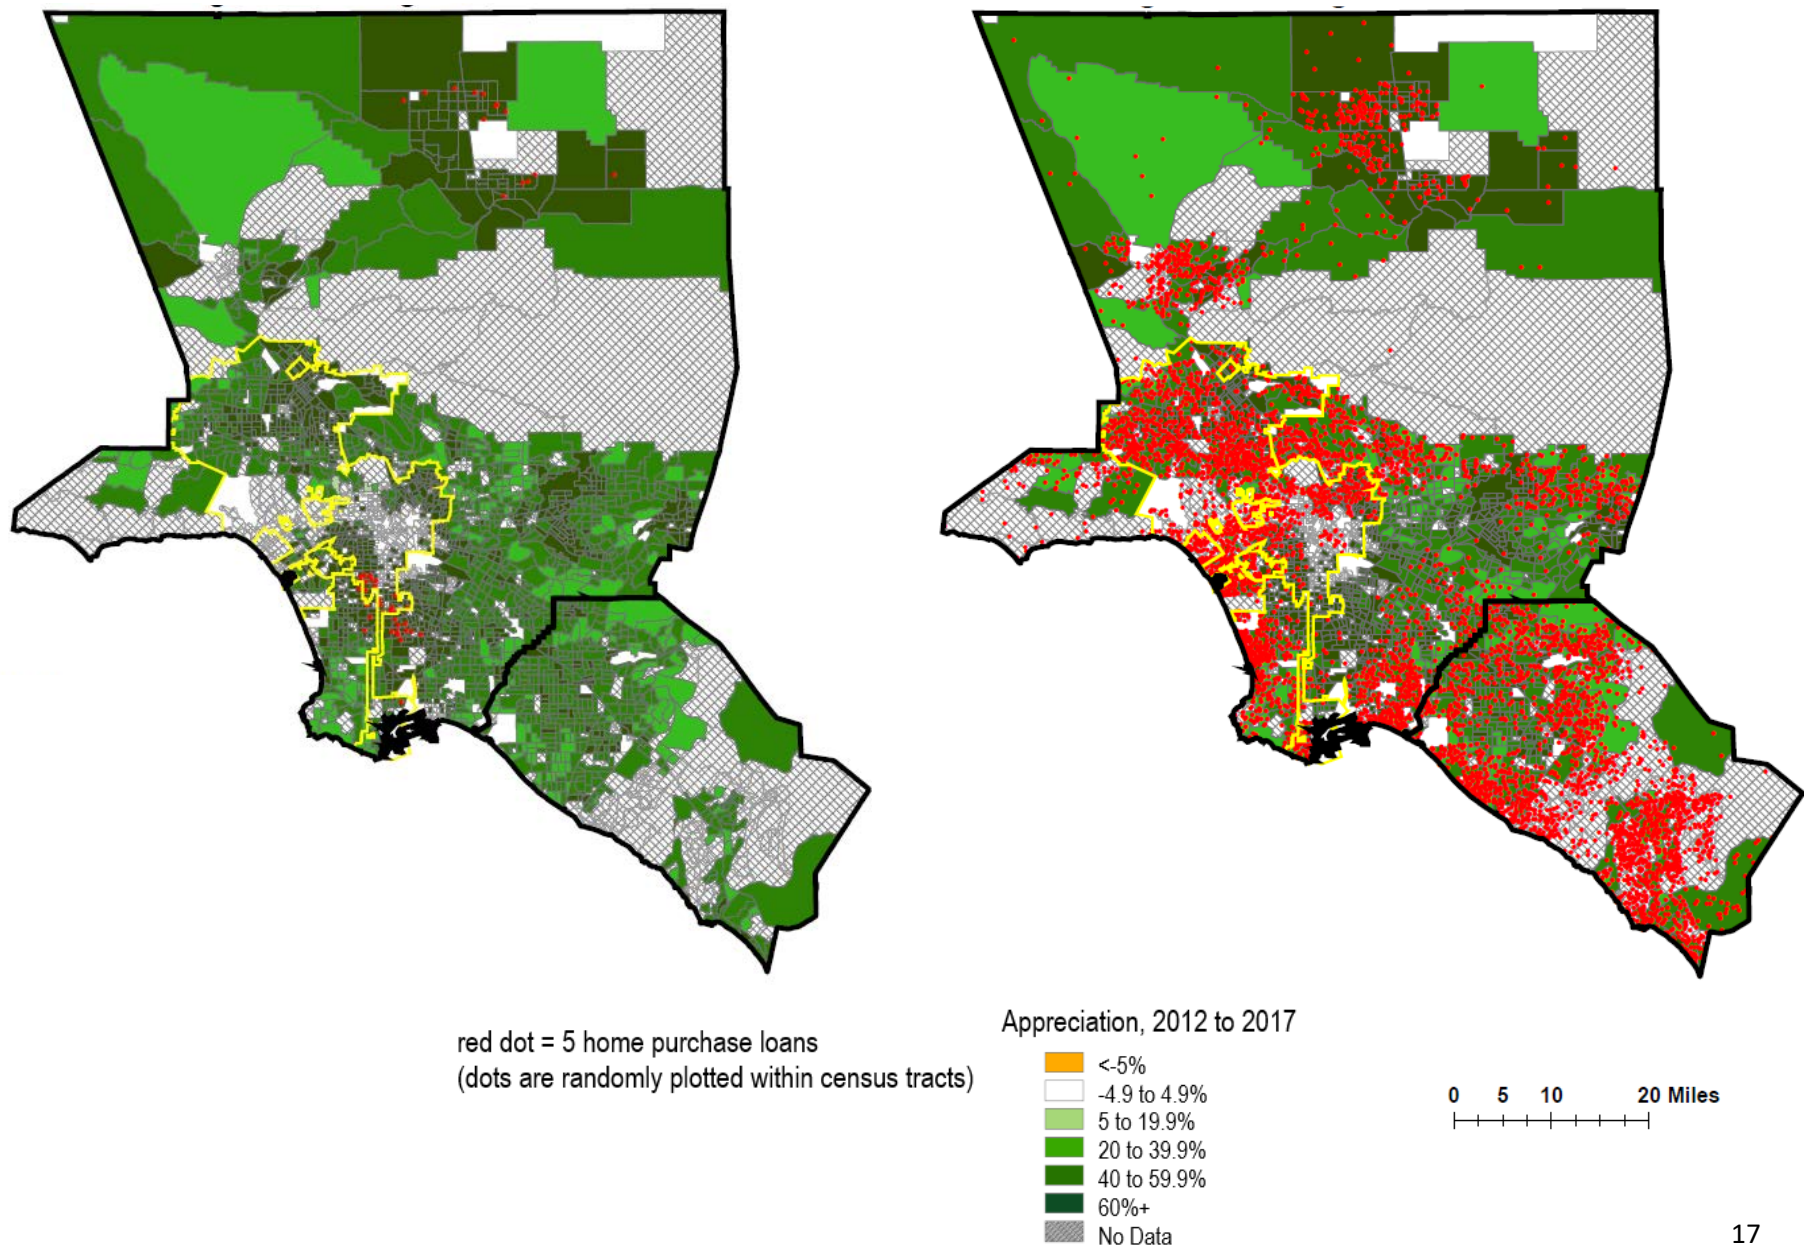 red dot = 5 home purchase loans
(dots are randomly plotted within census tracts)
Appreciation, 2012 to 2017
<-5%
-4.9 to 4.9%
5 to 19.9%
20 to 39.9%
40 to 59.9%
60%+
No Data
0 5 10 20 Miles
17